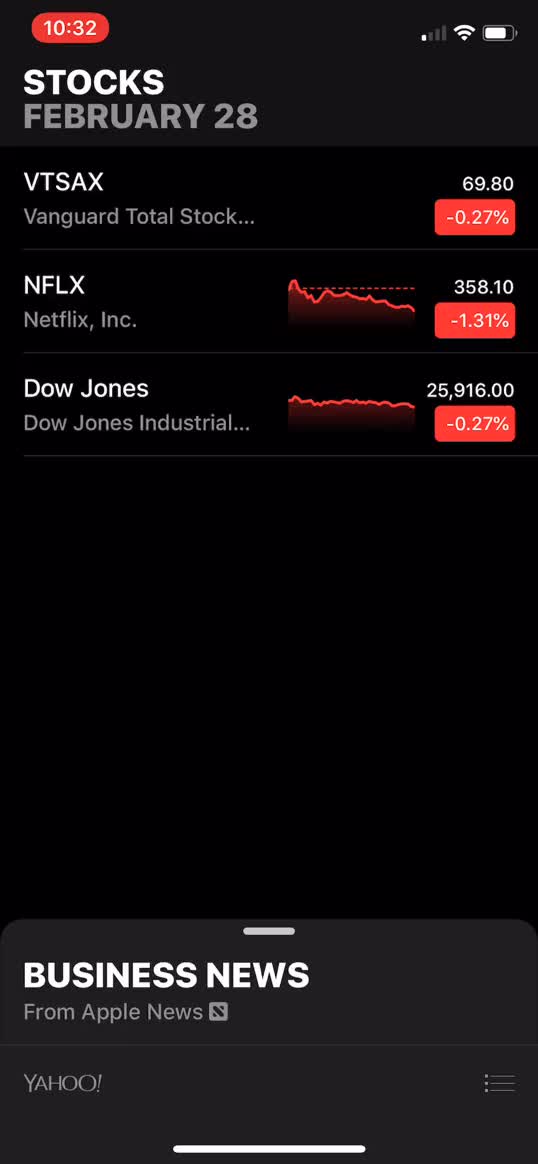 10:32
STOCKS
FEBRUARY 28
VTSAX
69.80
Vanguard Total Stock...
-0.27%
NFLX
358.10
Netflix, Inc.
-1.31%
Dow Jones
25,916.00
Dow Jones Industrial...
-0.27%
BUSINESS NEWS
From Apple News
YAHOO!